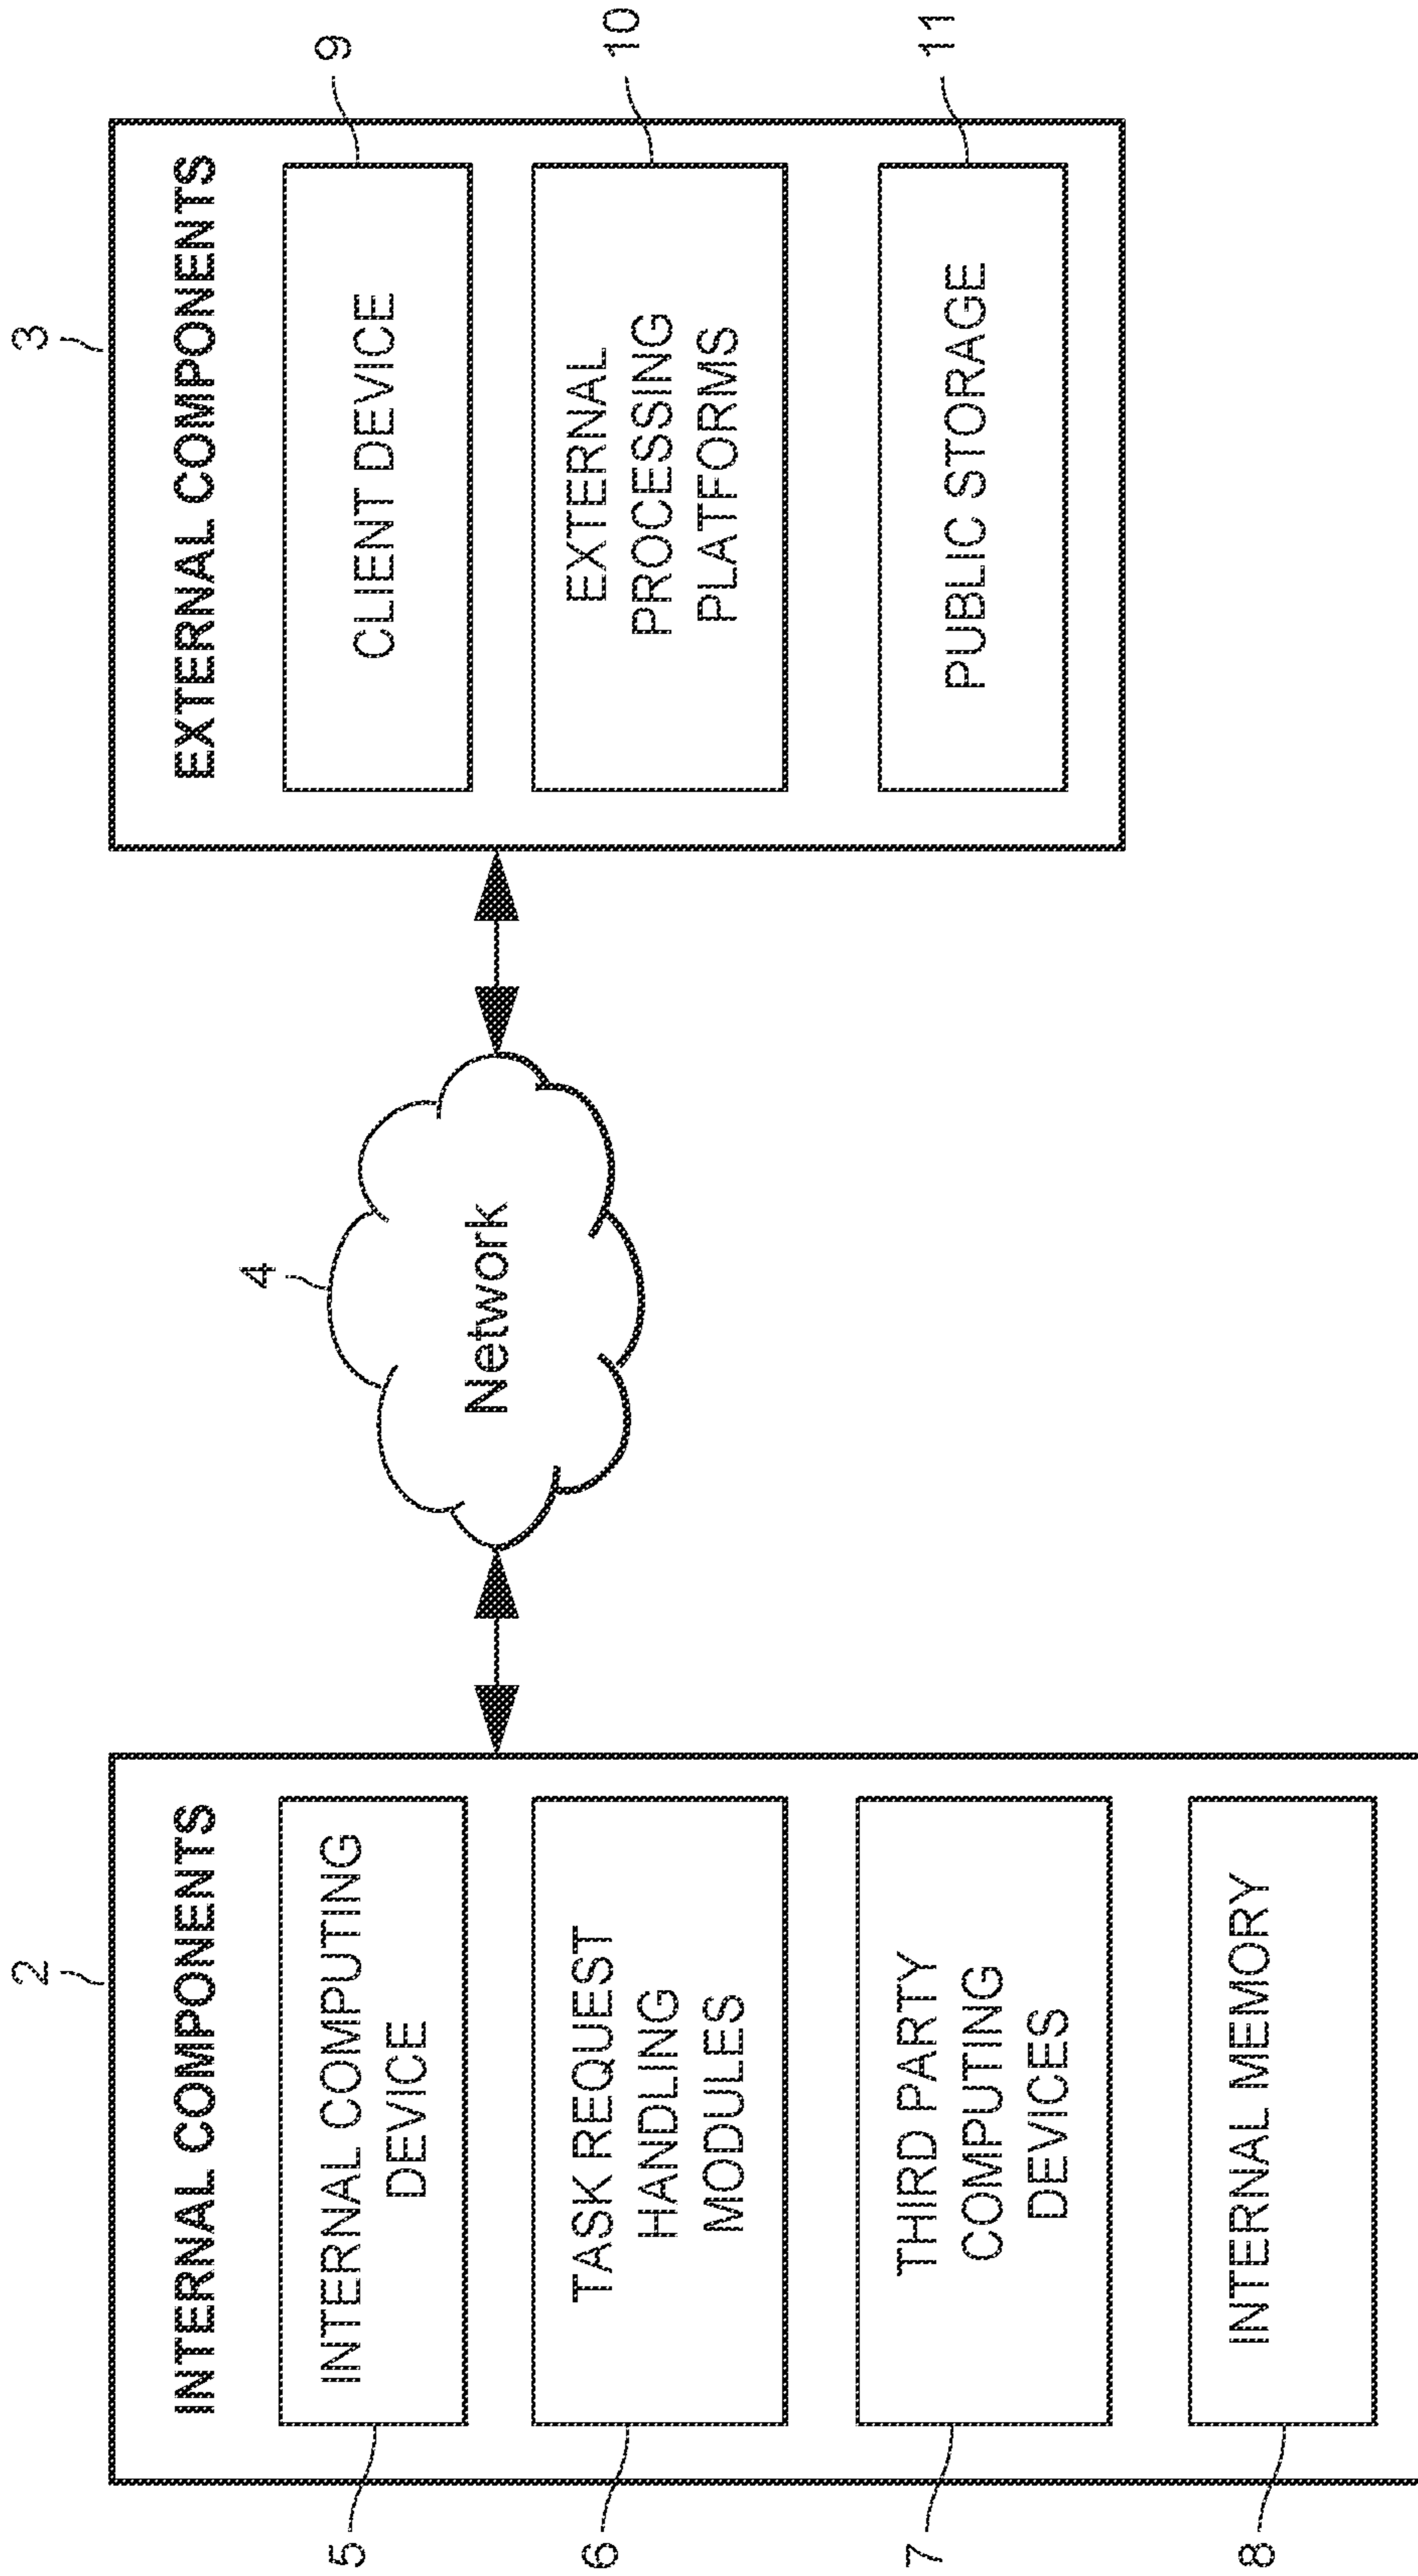 2
INTERNAL COMPONENTS
5
INTERNAL COMPUTING
DEVICE
6
TASK REQUEST
HANDLING
MODULES
7
THIRD PARTY
COMPUTING
DEVICES
8
INTERNAL MEMORY
4
Network
3
EXTERNAL COMPONENTS
9
CLIENT DEVICE
10
EXTERNAL
PROCESSING
PLATFORMS
11
PUBLIC STORAGE